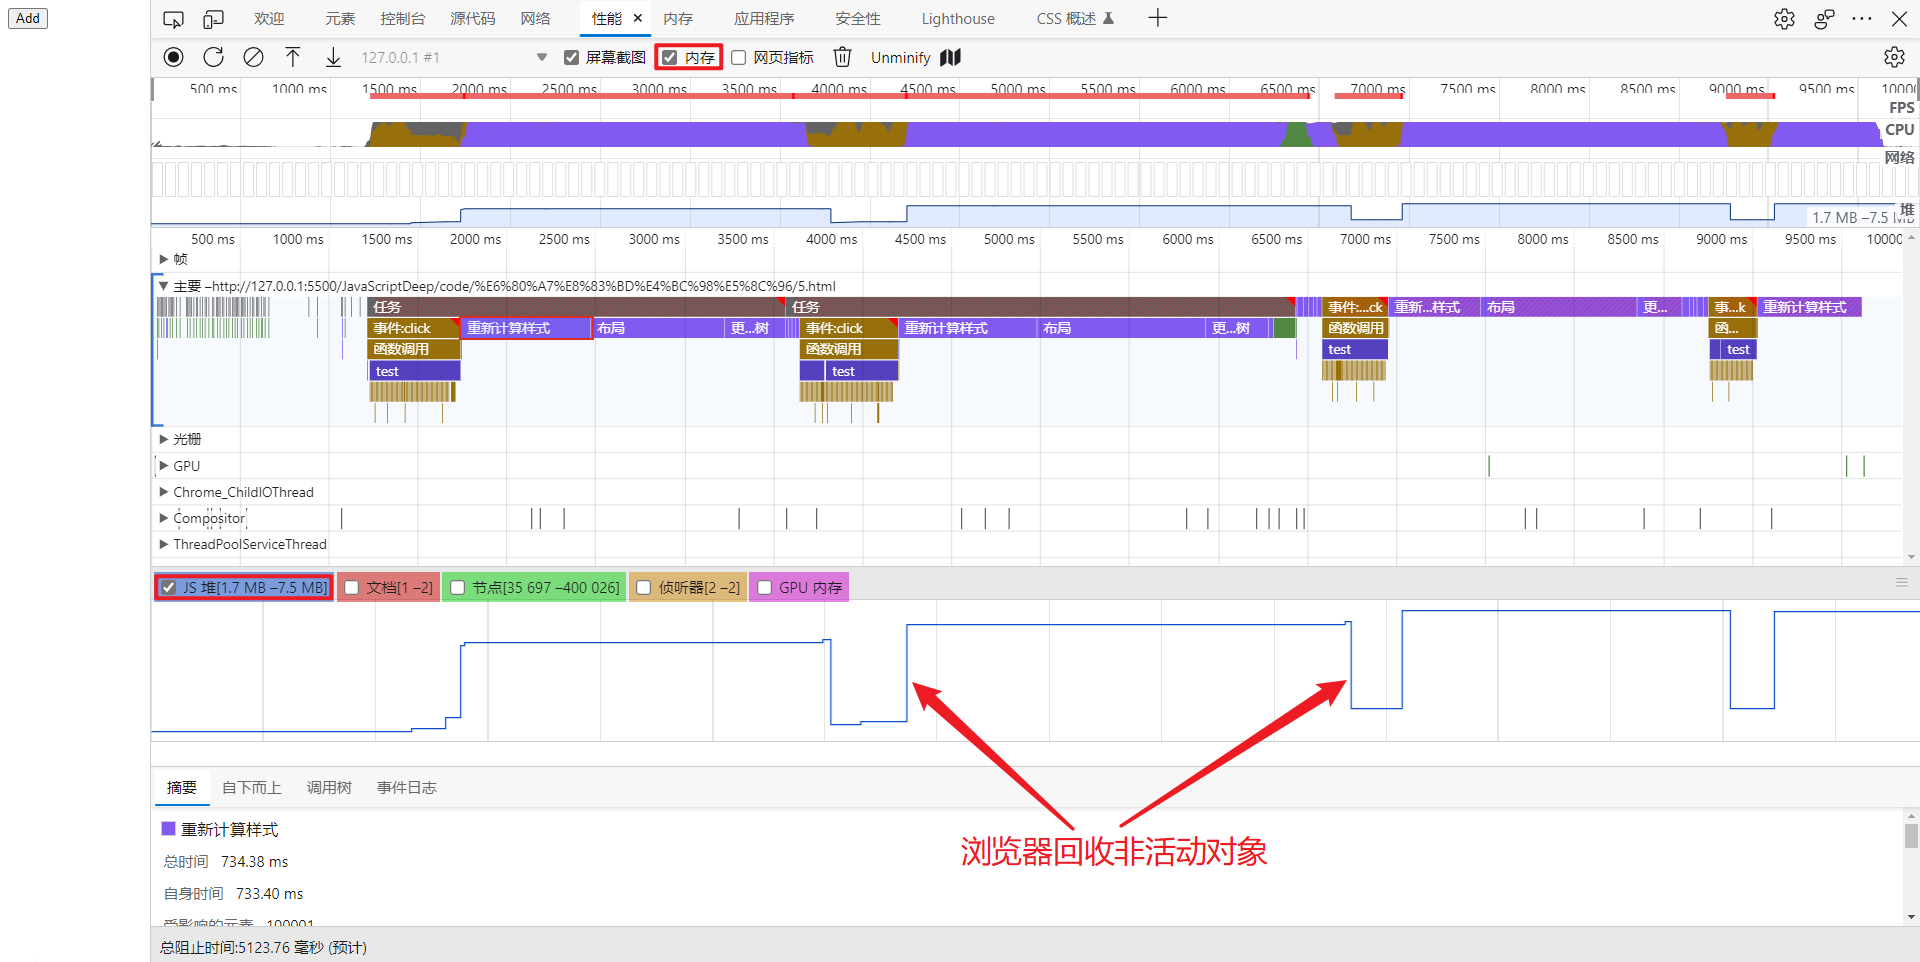 Add
欢迎 元素 控制台 源代码 网络 性能 × 内存 应用程序 安全性 Lighthouse CSS 概述
127.0.0.1 #1 屏幕截图 内存 网页指标 Unminify
500 ms 1000 ms 1500 ms 2000 ms 2500 ms 3000 ms 3500 ms 4000 ms 4500 ms 5000 ms 5500 ms 6000 ms 6500 ms 7000 ms 7500 ms 8000 ms 8500 ms 9000 ms 9500 ms 1000
FPS
CPU
网络
堆
1.7 MB –7.5 MB
500 ms 1000 ms 1500 ms 2000 ms 2500 ms 3000 ms 3500 ms 4000 ms 4500 ms 5000 ms 5500 ms 6000 ms 6500 ms 7000 ms 7500 ms 8000 ms 8500 ms 9000 ms 9500 ms 1000
帧
主要 –http://127.0.0.1:5500/JavaScriptDeep/code/%E6%80%A7%E8%83%BD%E4%BC%98%E5%8C%96/5.html
任务 任务 事件:...ck 重新...样式 布局 更... 事...k 重新计算样式
事件:click 重新计算样式 布局 更...树 事件:click 重新计算样式 布局 更...树 函数调用 函...
函数调用 函数调用 test test
test test
光栅
GPU
Chrome_ChildIOThread
Compositor
ThreadPoolServiceThread
JS 堆[1.7 MB –7.5 MB] 文档[1 –2] 节点[35 697 –400 026] 侦听器[2 –2] GPU 内存
浏览器回收非活动对象
摘要 自下而上 调用树 事件日志
重新计算样式
总时间 734.38 ms
自身时间 733.40 ms
受影响的元素 100001
总阻止时间:5123.76 毫秒 (预计)